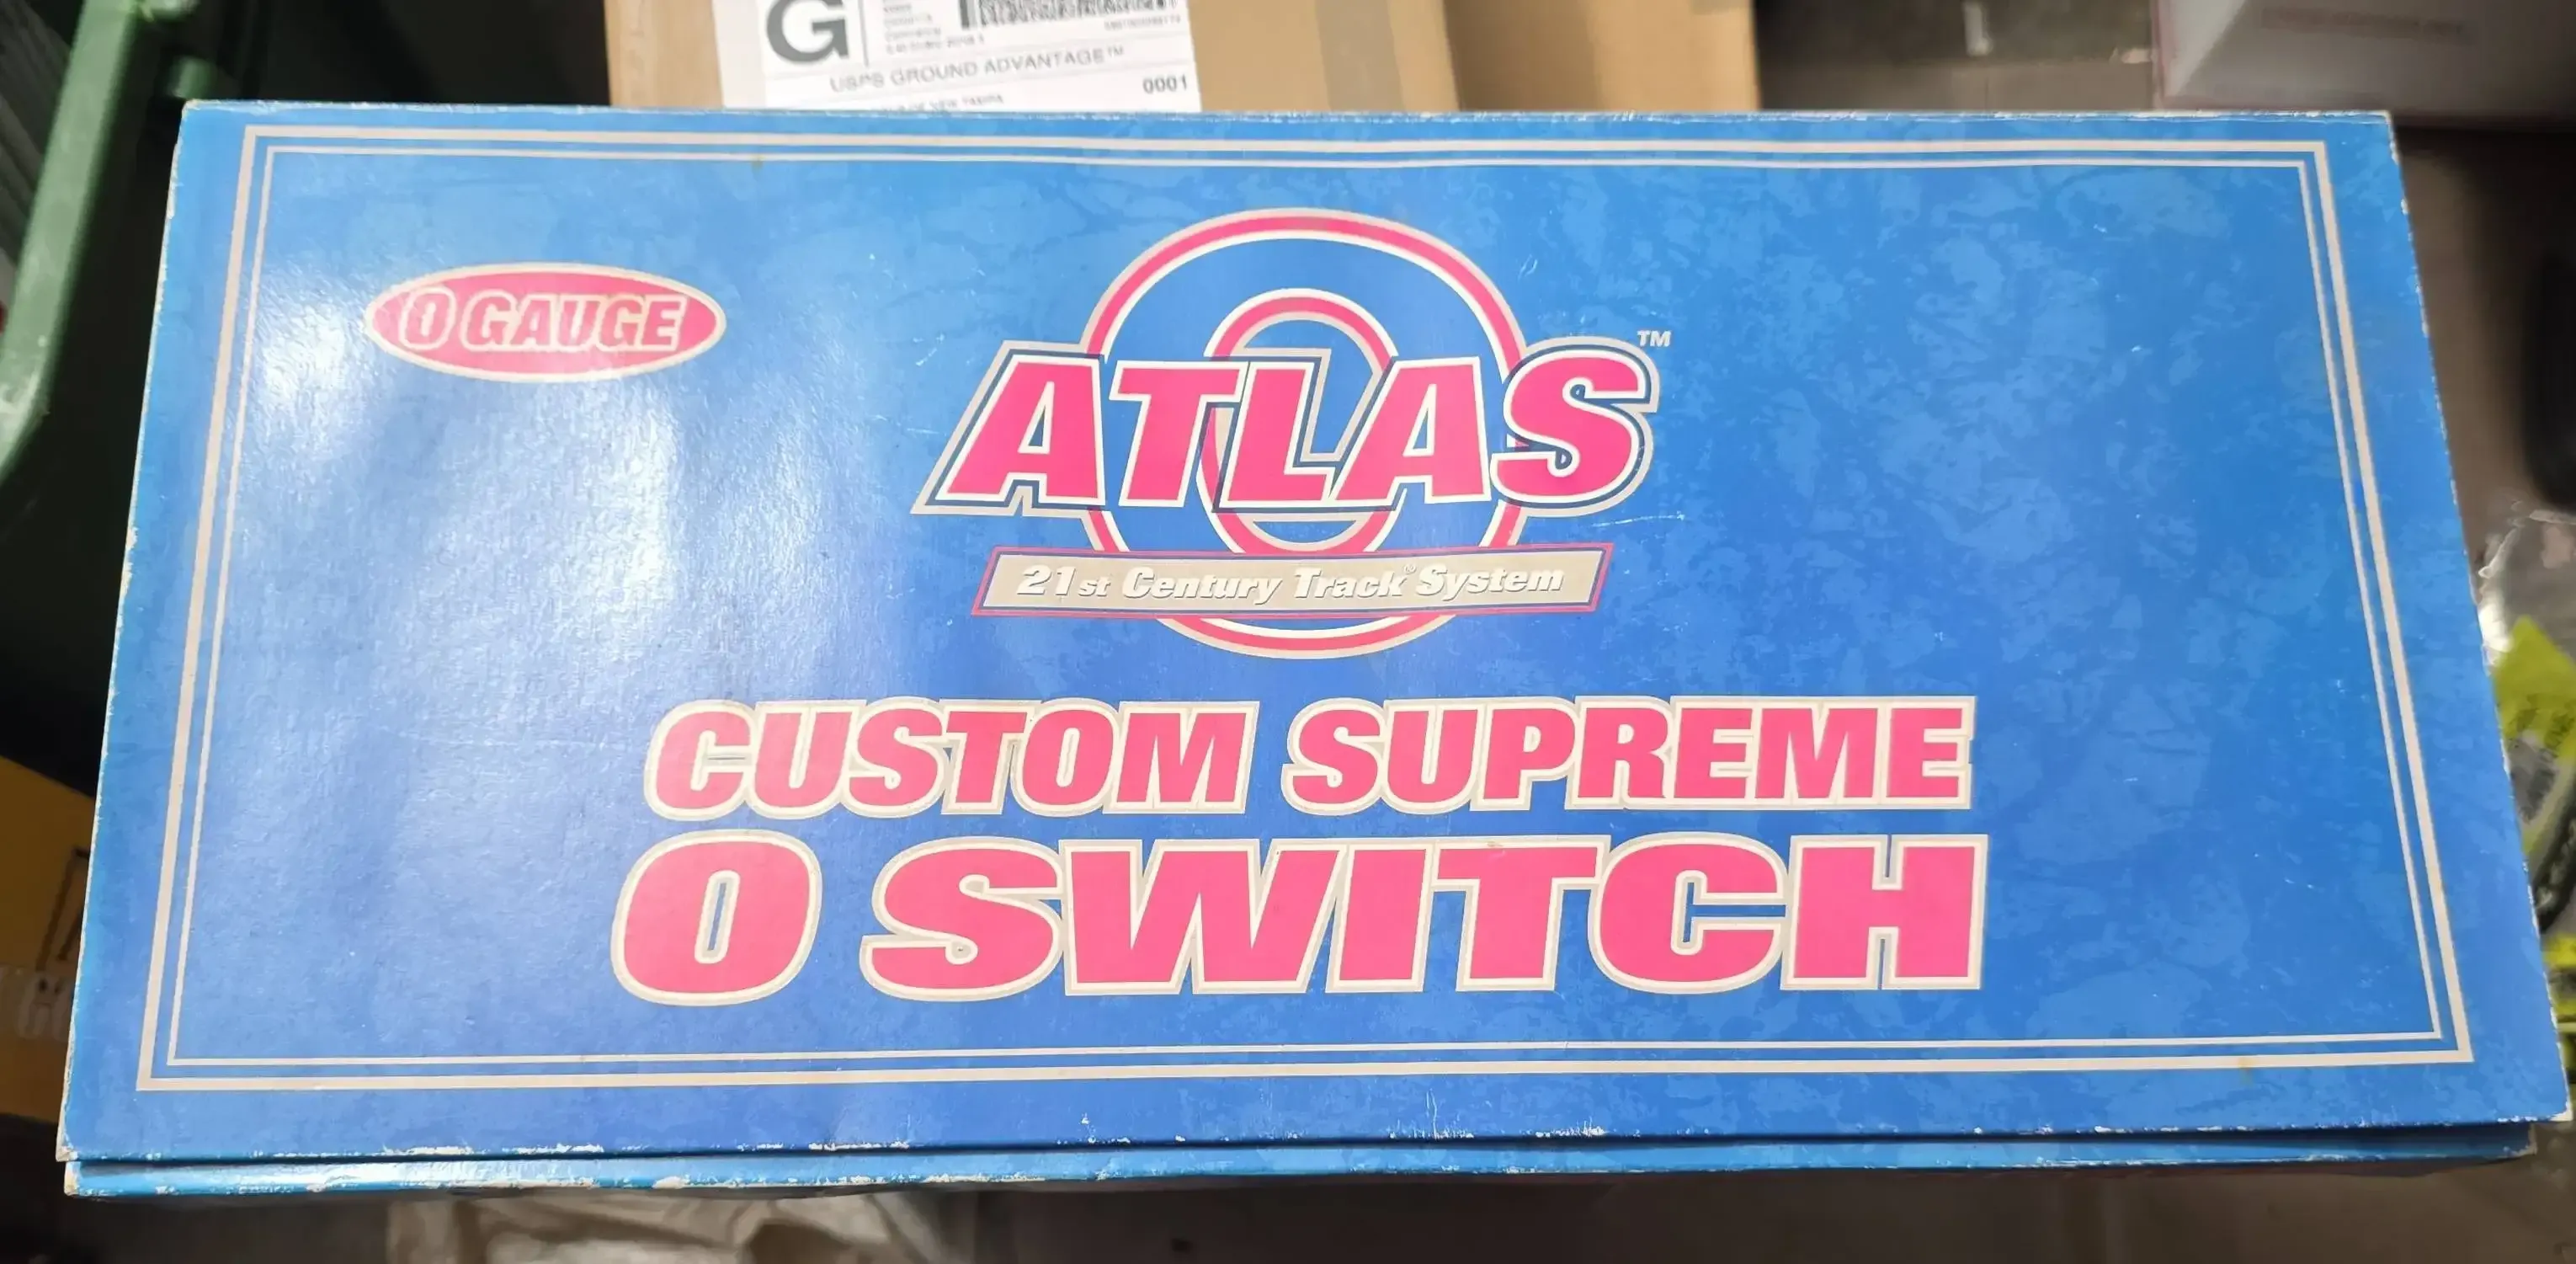 G
USPS GROUND ADVANTAGE™
0001
O GAUGE
ATLAS™
O
21st Century Track® System
CUSTOM SUPREME
O SWITCH